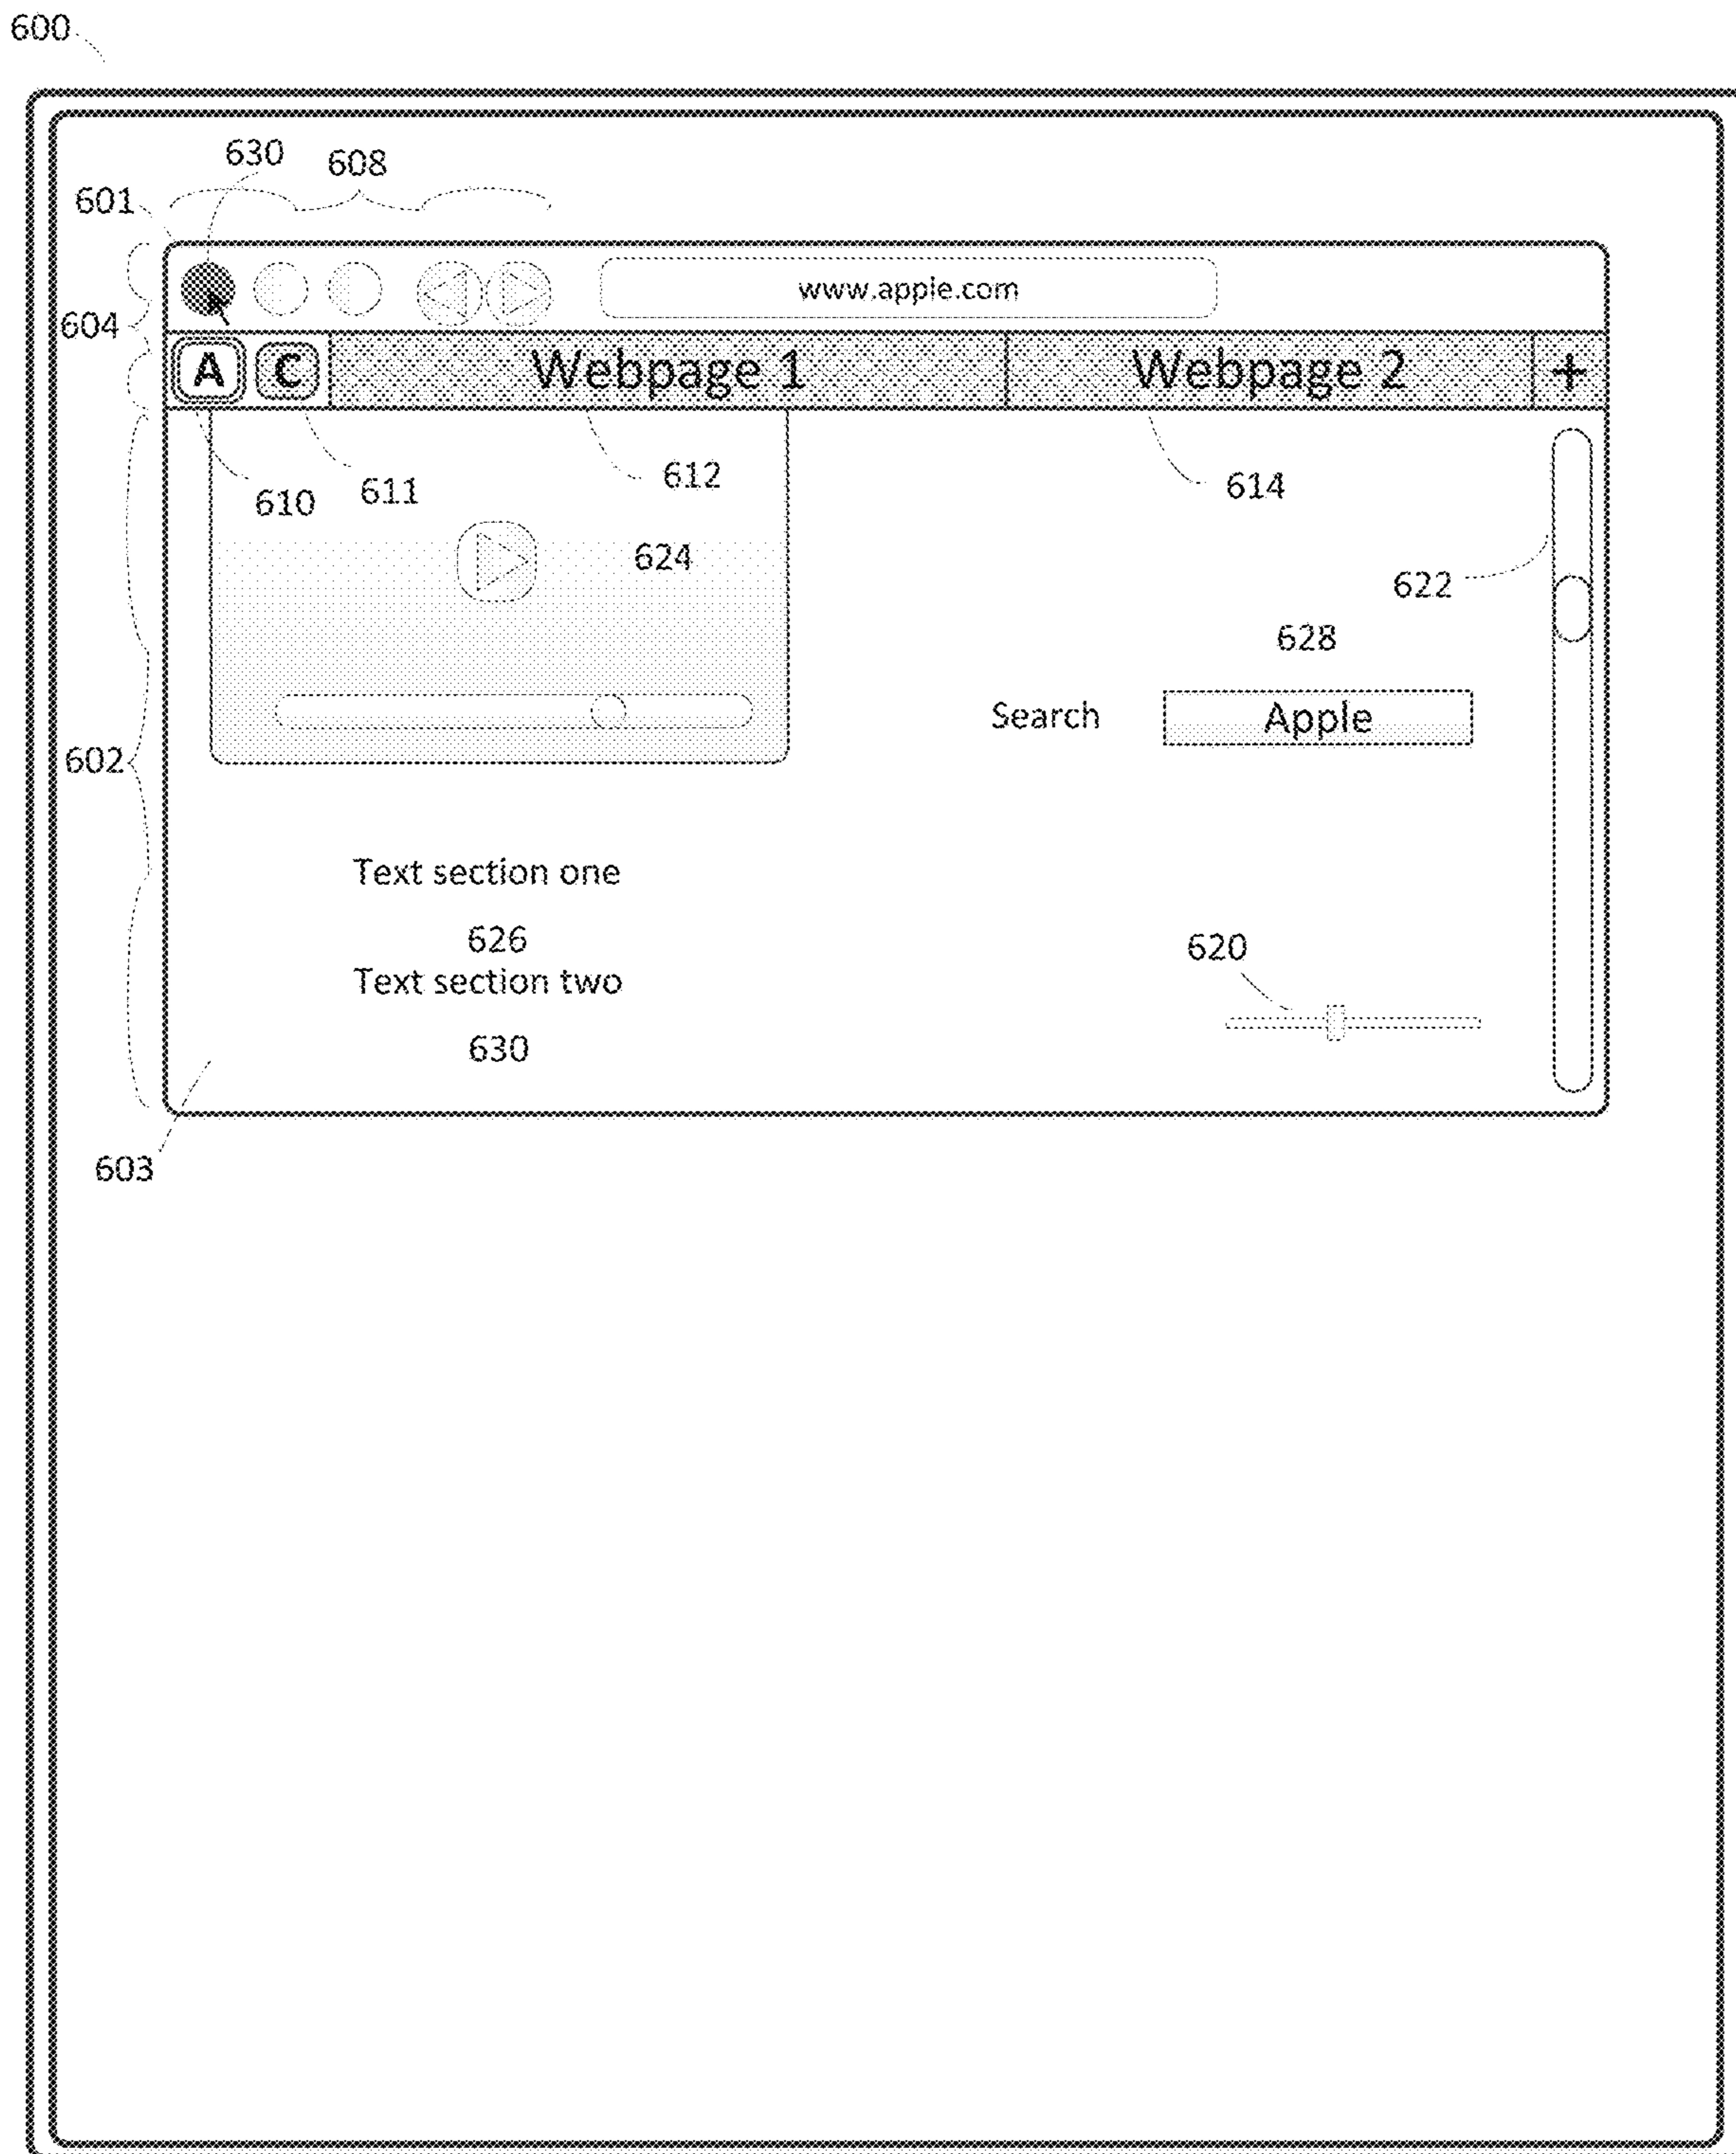 600
630 608
601
www.apple.com
604
A C Webpage 1 Webpage 2 +
610 611 612 614
624
622
628
Search Apple
602
Text section one
626
620
Text section two
630
603